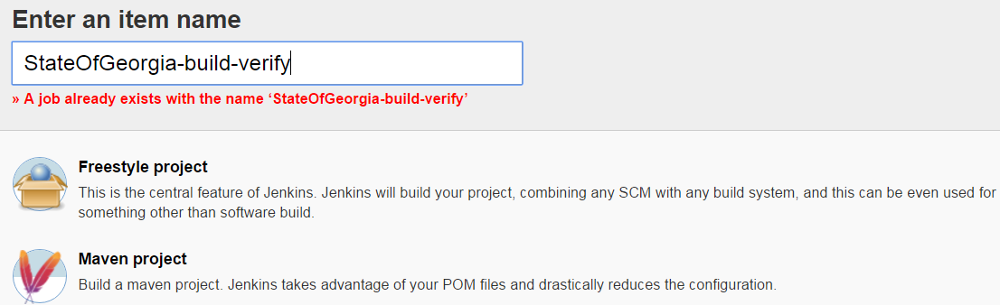 Enter an item name
StateOfGeorgia-build-verify
» A job already exists with the name ‘StateOfGeorgia-build-verify’
Freestyle project
This is the central feature of Jenkins. Jenkins will build your project, combining any SCM with any build system, and this can be even used for
something other than software build.
Maven project
Build a maven project. Jenkins takes advantage of your POM files and drastically reduces the configuration.